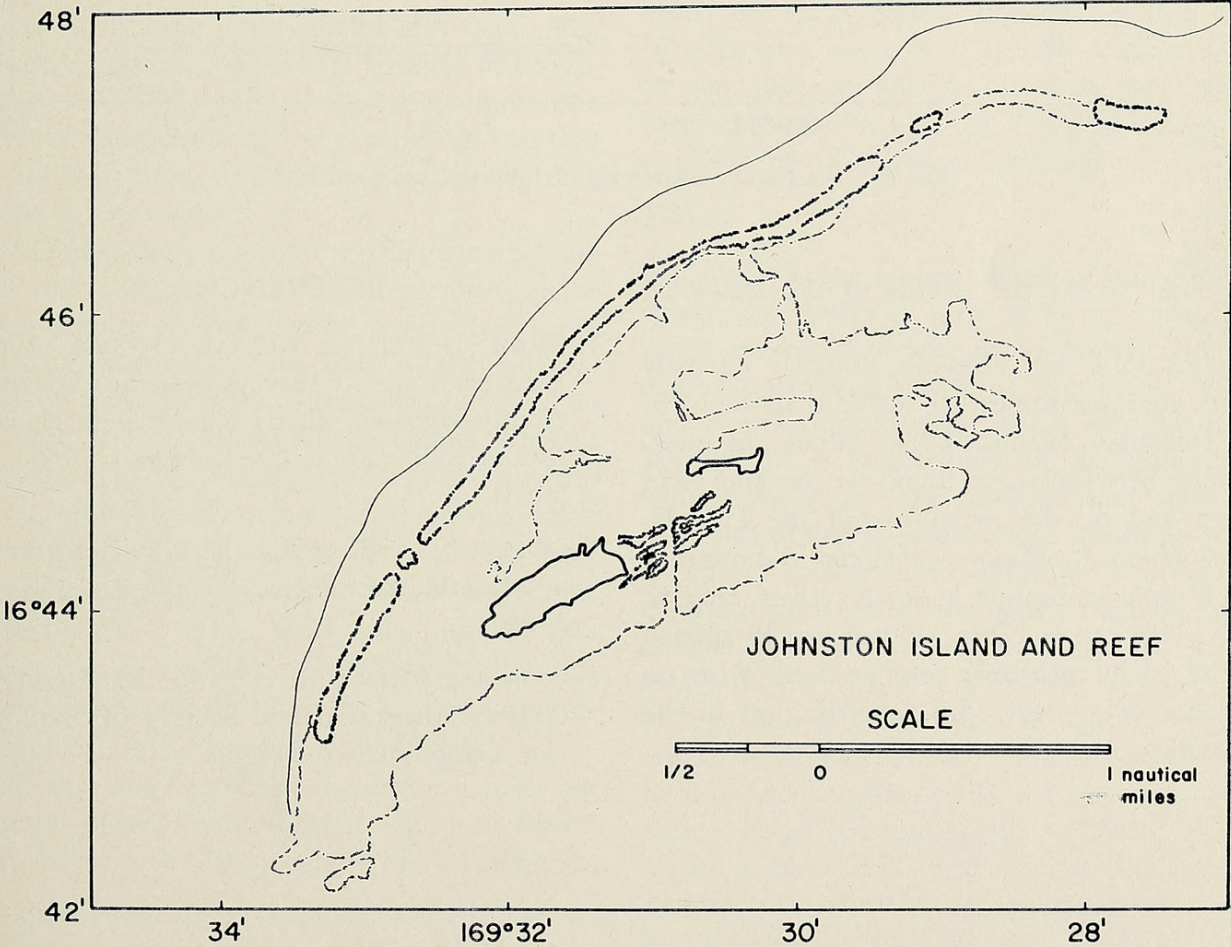 48'
46'
16°44'
42'
34'
169°32'
30'
28'
JOHNSTON ISLAND AND REEF
SCALE
1/2 0 1 nautical
miles